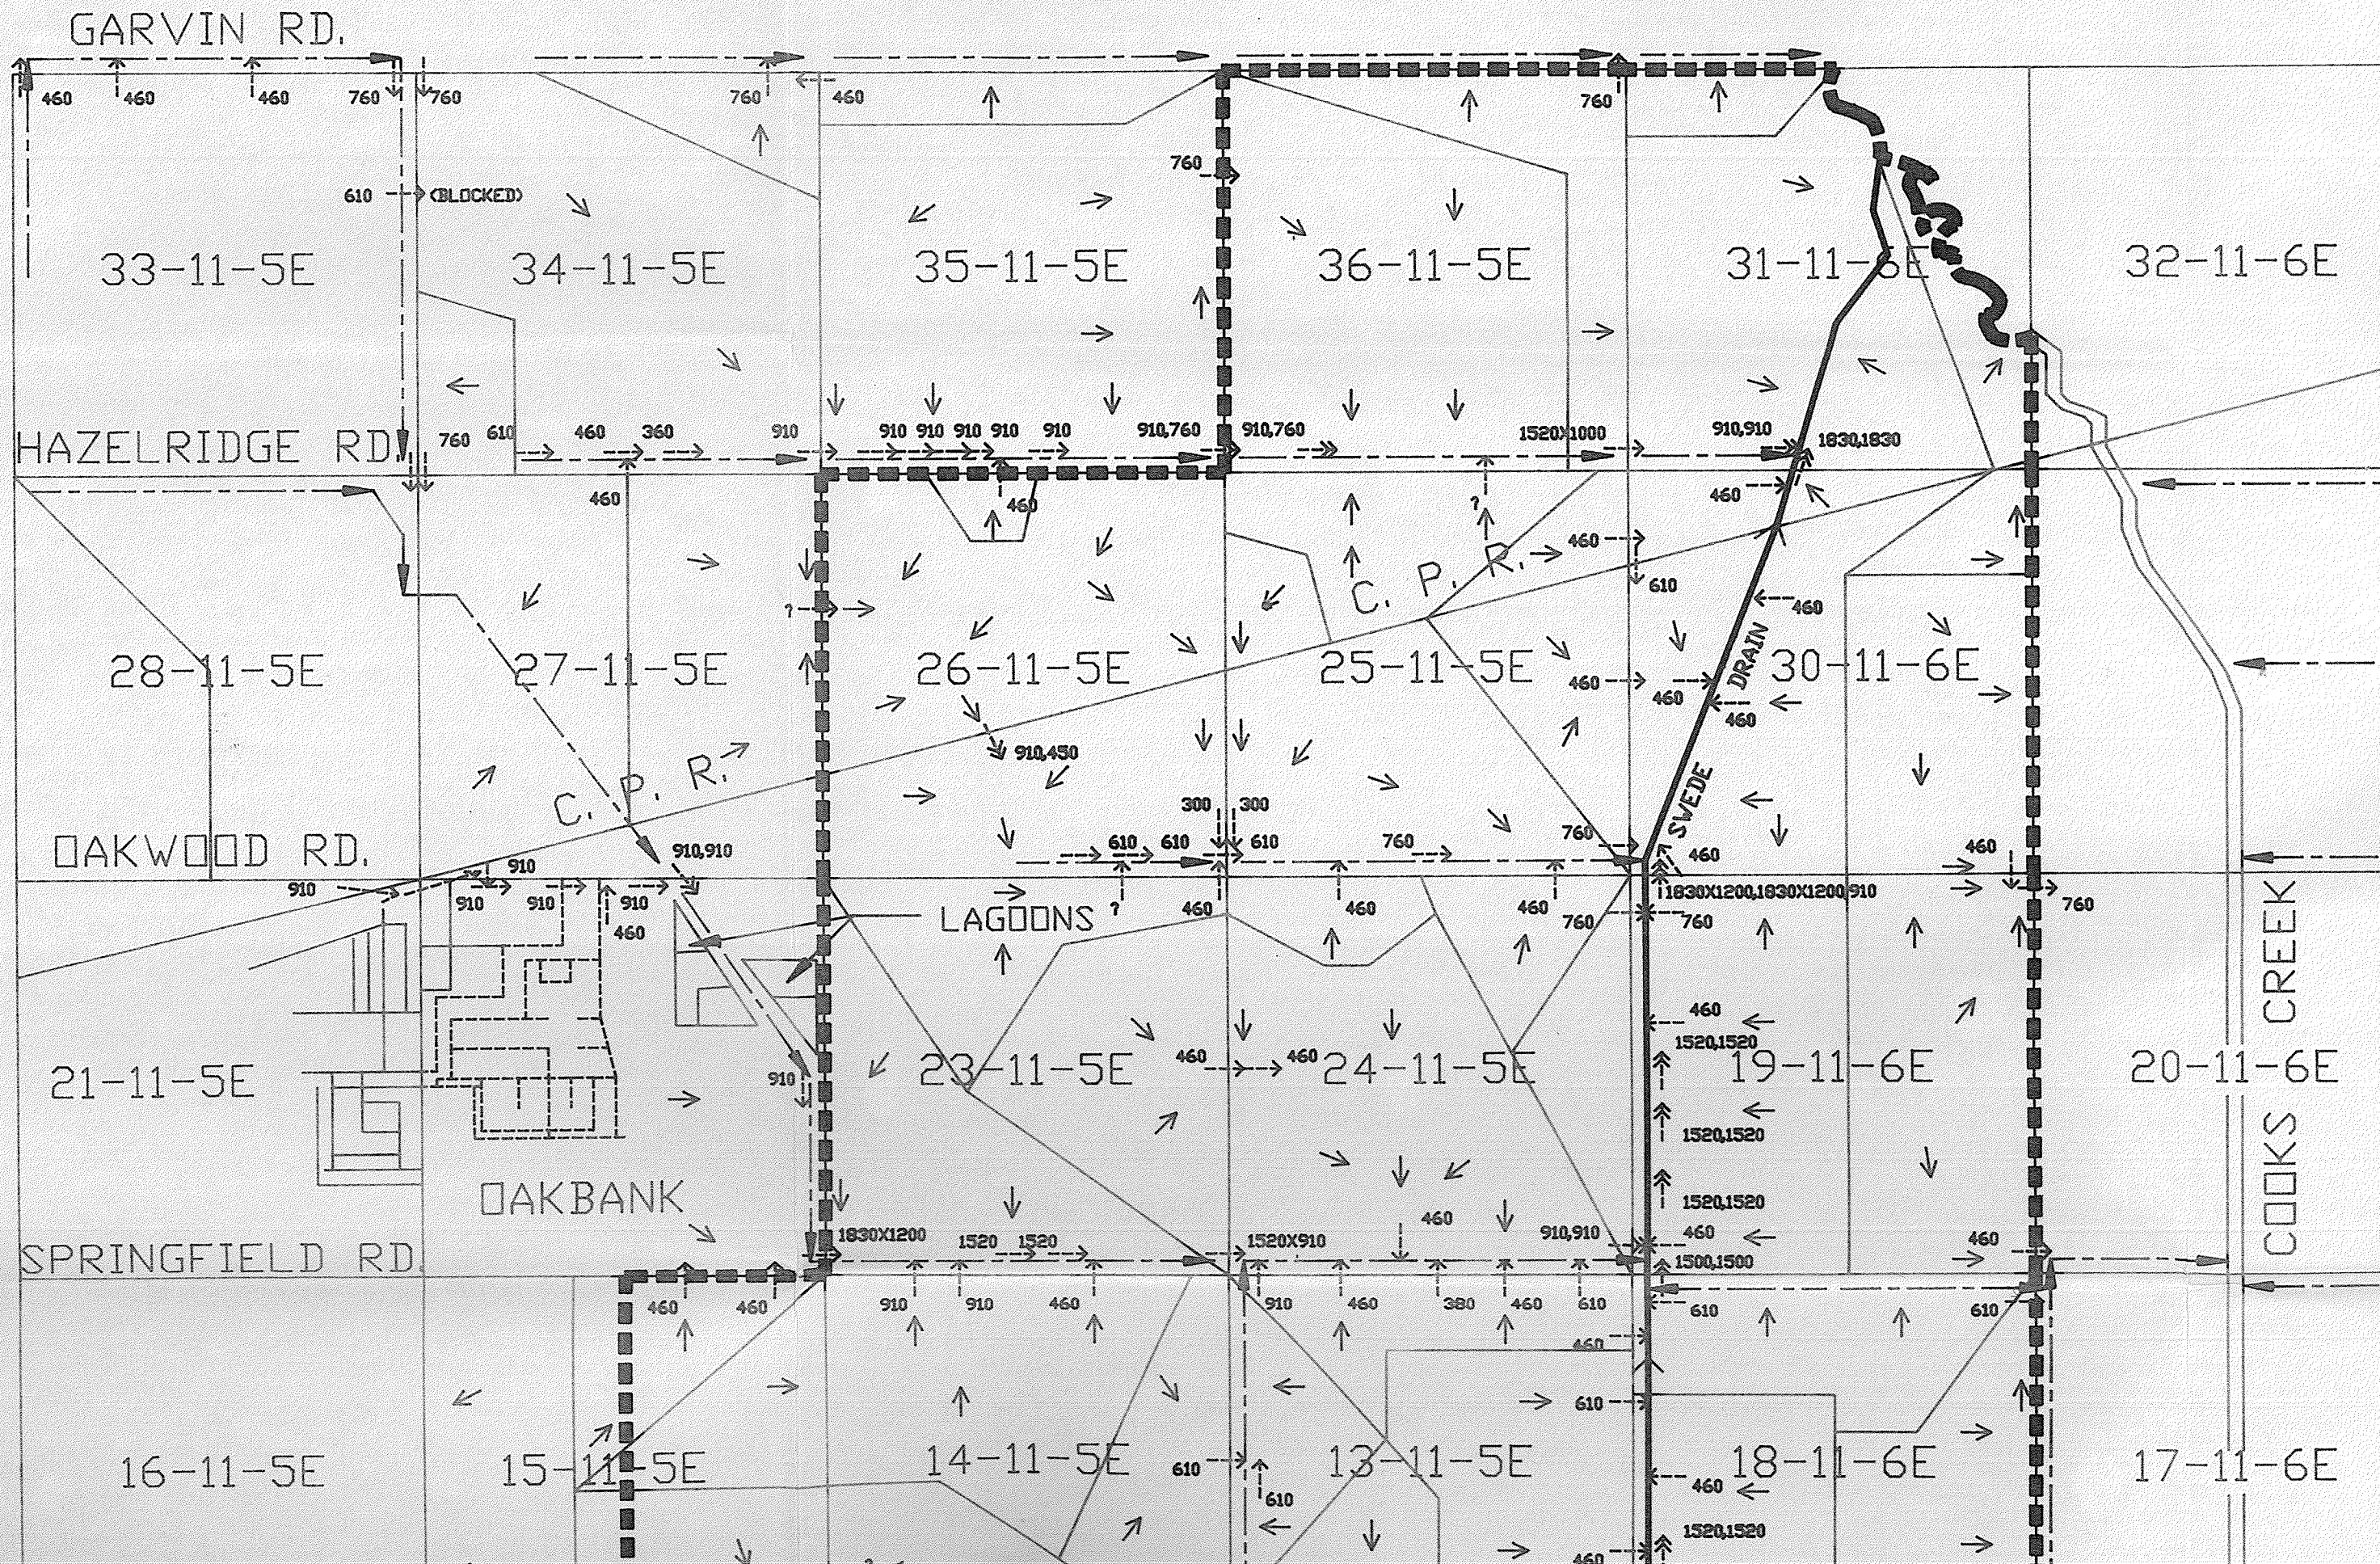 GARVIN RD.
460 460 460 760 760 760 460 760
760
610 (BLOCKED)
33-11-5E 34-11-5E 35-11-5E 36-11-5E 31-11-6E 32-11-6E
HAZELRIDGE RD.
760 610 460 360 910 910 910 910 910 910 910,760 910,760 1520X1000 910,910 1830,1830
460 460 ? 460
460
610
C. P. R.
? 460
28-11-5E 27-11-5E 26-11-5E 25-11-5E 30-11-6E
460 460 460
DRAIN
910,450
C. P. R.
SWEDE
300 300
OAKWOOD RD.
610 610 610 760 760 460 460
910 910 910,910
910 910 910 1830X1200,1830X1200,910
460 ? 460 460 460 760 760 760
LAGOONS
COOKS CREEK
460
1520,1520
21-11-5E 910 23-11-5E 460 460 24-11-5E 19-11-6E 20-11-6E
1520,1520
OAKBANK 1520,1520
460
SPRINGFIELD RD.
1830X1200 1520 1520 1520X910 910,910 460 460
1500,1500
460 460 910 910 460 910 460 380 460 610 610 610
460
610
16-11-5E 15-11-5E 14-11-5E 13-11-5E 18-11-6E 17-11-6E
610 460
610
1520,1520
? 460